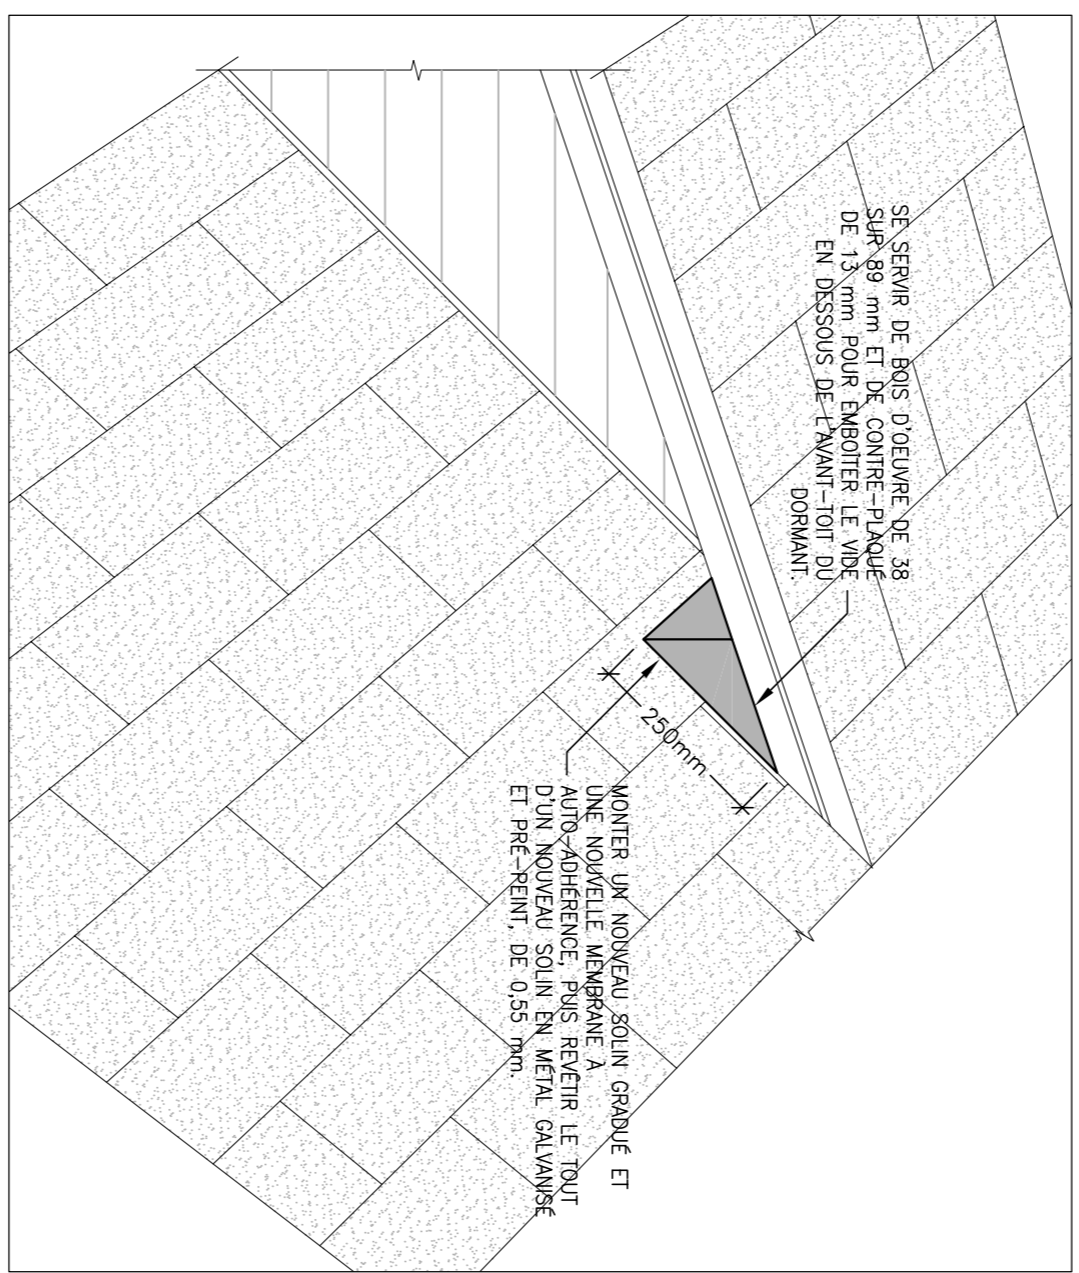 SE SERVIR DE BOIS D'OEUVRE DE 38
SUR 89 mm ET DE CONTRE-PLAQUÉ
DE 13 mm POUR EMBOÎTER LE VIDE
EN DESSOUS DE L'AVANT-TOIT DU
DORMANT.
250mm
MONTER UN NOUVEAU SOLIN GRADUÉ ET
UNE NOUVELLE MEMBRANE À
AUTO-ADHÉRENCE, PUIS REVÊTIR LE TOUT
D'UN NOUVEAU SOLIN EN MÉTAL GALVANISÉ
ET PRÉ-PEINT, DE 0,55 mm.